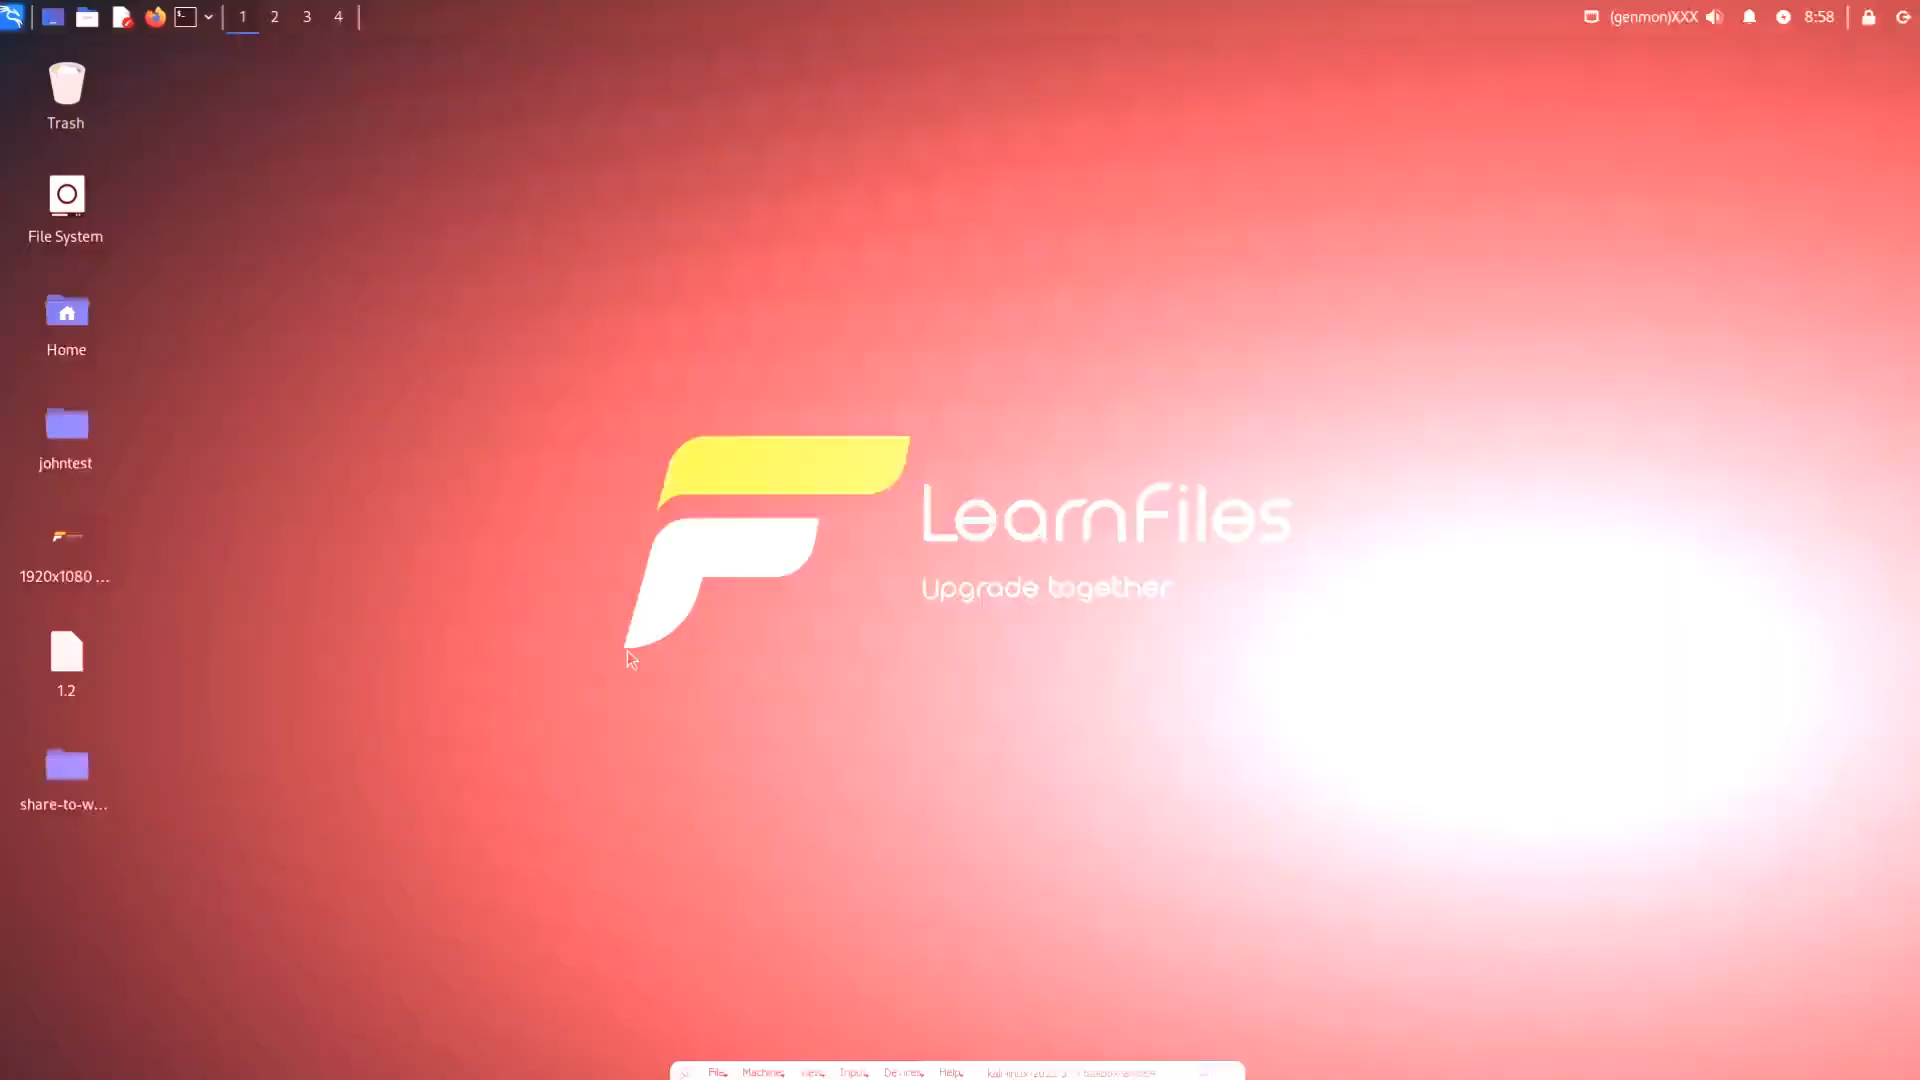 1 2 3 4
(genmon)XXX 8:58
Trash
File System
Home
johntest
1920x1080 ...
1.2
share-to-w...
LearnFiles
Upgrade together
File Machine View Input Devices Help